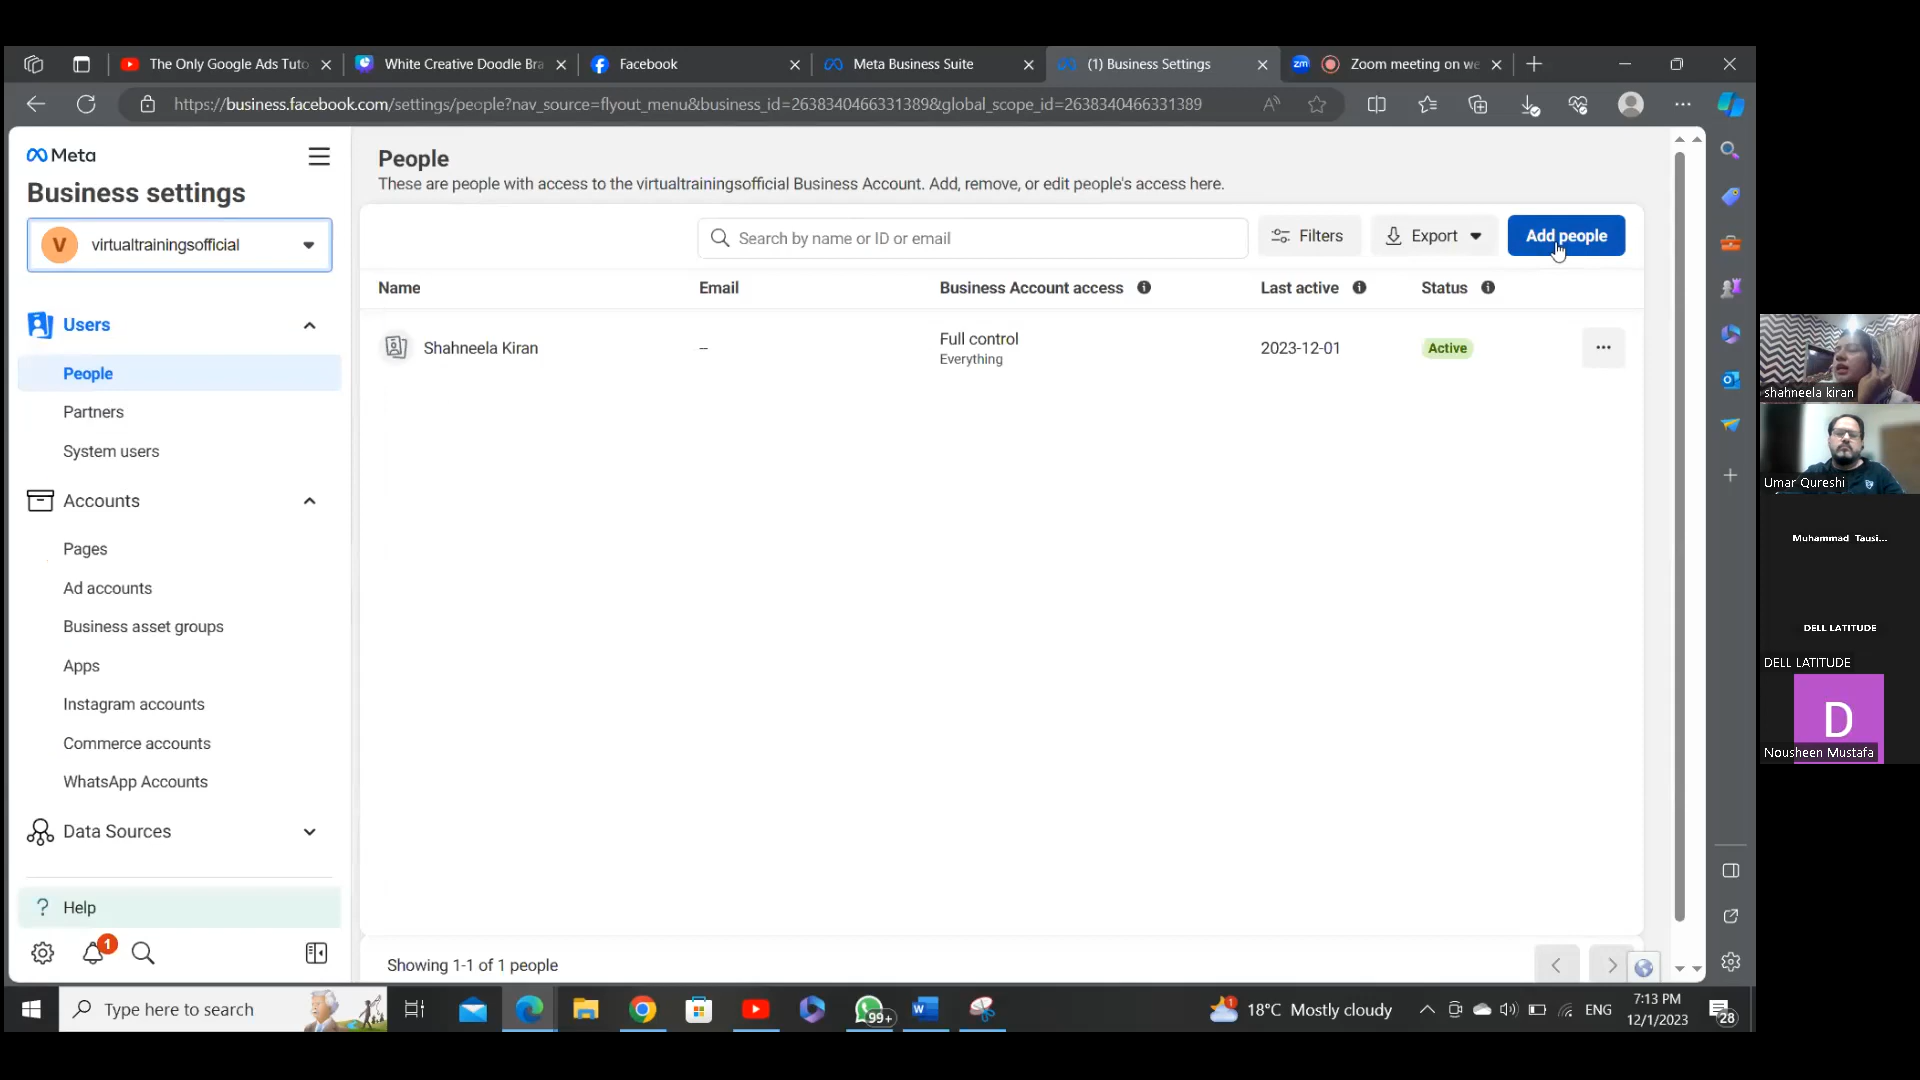 The Only Google Ads Tuto
White Creative Doodle Bra
Facebook
Meta Business Suite
(1) Business Settings
Zoom meeting on we
https://business.facebook.com/settings/people?nav_source=flyout_menu&business_id=2638340466331389&global_scope_id=2638340466331389
Meta
Business settings
V
virtualtrainingsofficial
Users
People
Partners
System users
Accounts
Pages
Ad accounts
Business asset groups
Apps
Instagram accounts
Commerce accounts
WhatsApp Accounts
Data Sources
? Help
1
People
These are people with access to the virtualtrainingsofficial Business Account. Add, remove, or edit people's access here.
Search by name or ID or email
Filters
Export
Add people
Name
Email
Business Account access
Last active
Status
Shahneela Kiran
--
Full control
Everything
2023-12-01
Active
Showing 1-1 of 1 people
shahneela kiran
Umar Qureshi
Muhammad Tausi...
DELL LATITUDE
DELL LATITUDE
D
Nousheen Mustafa
Type here to search
99+
18°C Mostly cloudy
ENG
7:13 PM
12/1/2023
28